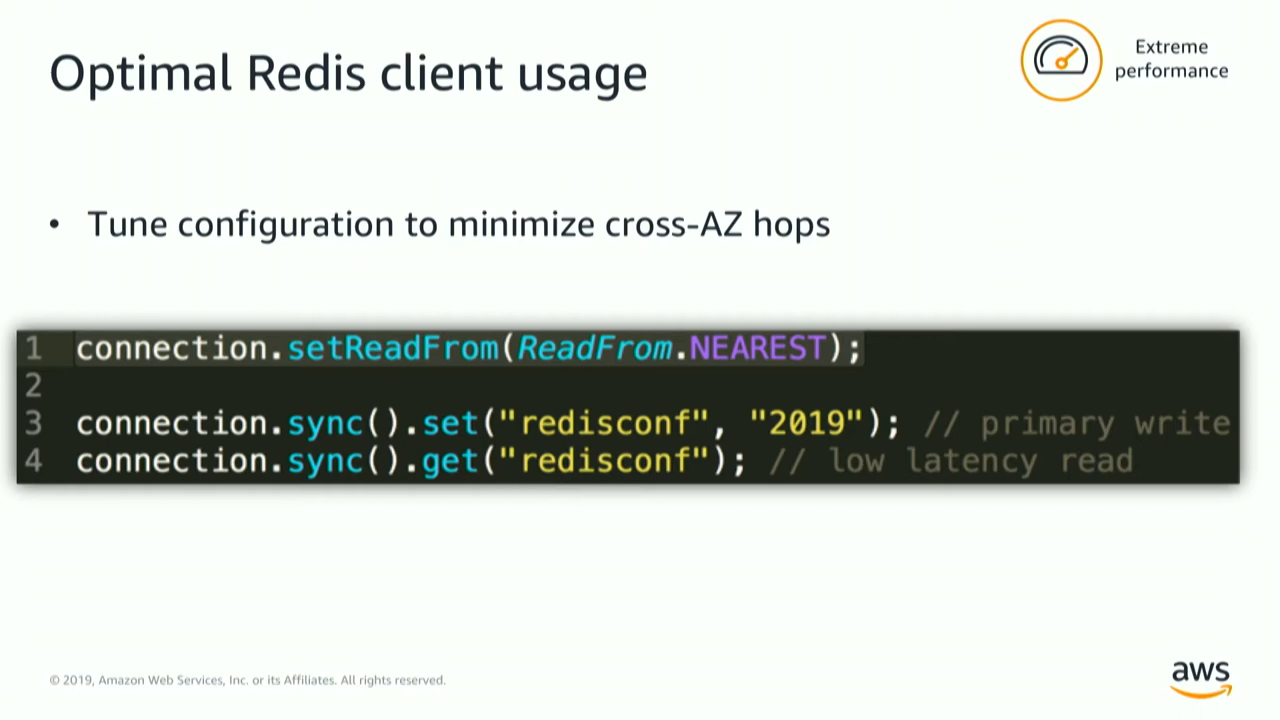 Optimal Redis client usage
Extreme
performance
• Tune configuration to minimize cross-AZ hops
1 connection.setReadFrom(ReadFrom.NEAREST);
2
3 connection.sync().set("redisconf", "2019"); // primary write
4 connection.sync().get("redisconf"); // low latency read
© 2019, Amazon Web Services, Inc. or its Affiliates. All rights reserved.
aws